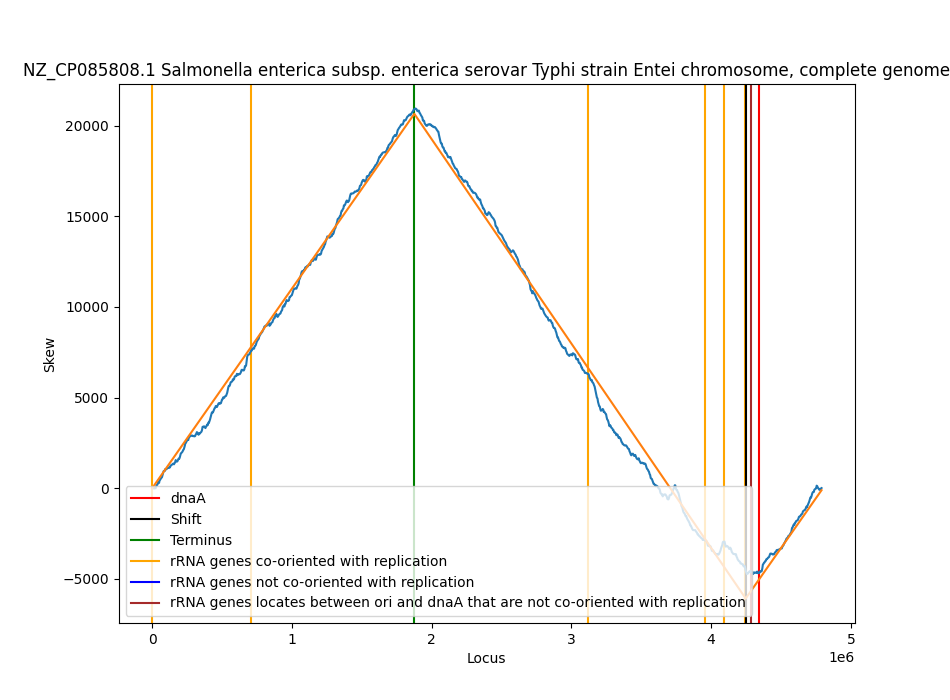 NZ_CP085808.1 Salmonella enterica subsp. enterica serovar Typhi strain Entei chromosome, complete genome
20000
15000
10000
5000
0
−5000
Skew
dnaA
Shift
Terminus
rRNA genes co-oriented with replication
rRNA genes not co-oriented with replication
rRNA genes locates between ori and dnaA that are not co-oriented with replication
0 1 2 3 4 5
1e6
Locus